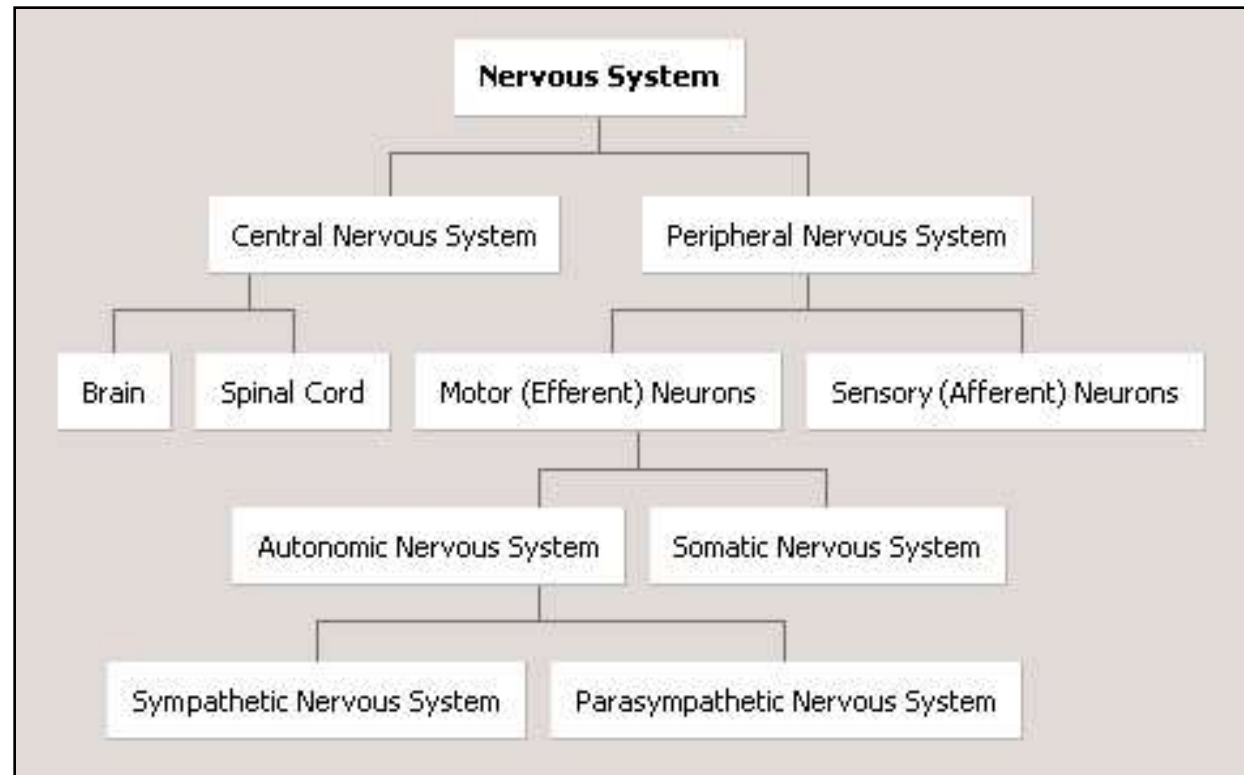 Nervous System
Central Nervous System
Peripheral Nervous System
Brain
Spinal Cord
Motor (Efferent) Neurons
Sensory (Afferent) Neurons
Autonomic Nervous System
Somatic Nervous System
Sympathetic Nervous System
Parasympathetic Nervous System